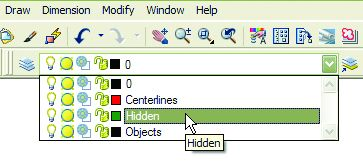 Draw Dimension Modify Window Help
0
0
Centerlines
Hidden
Objects
Hidden